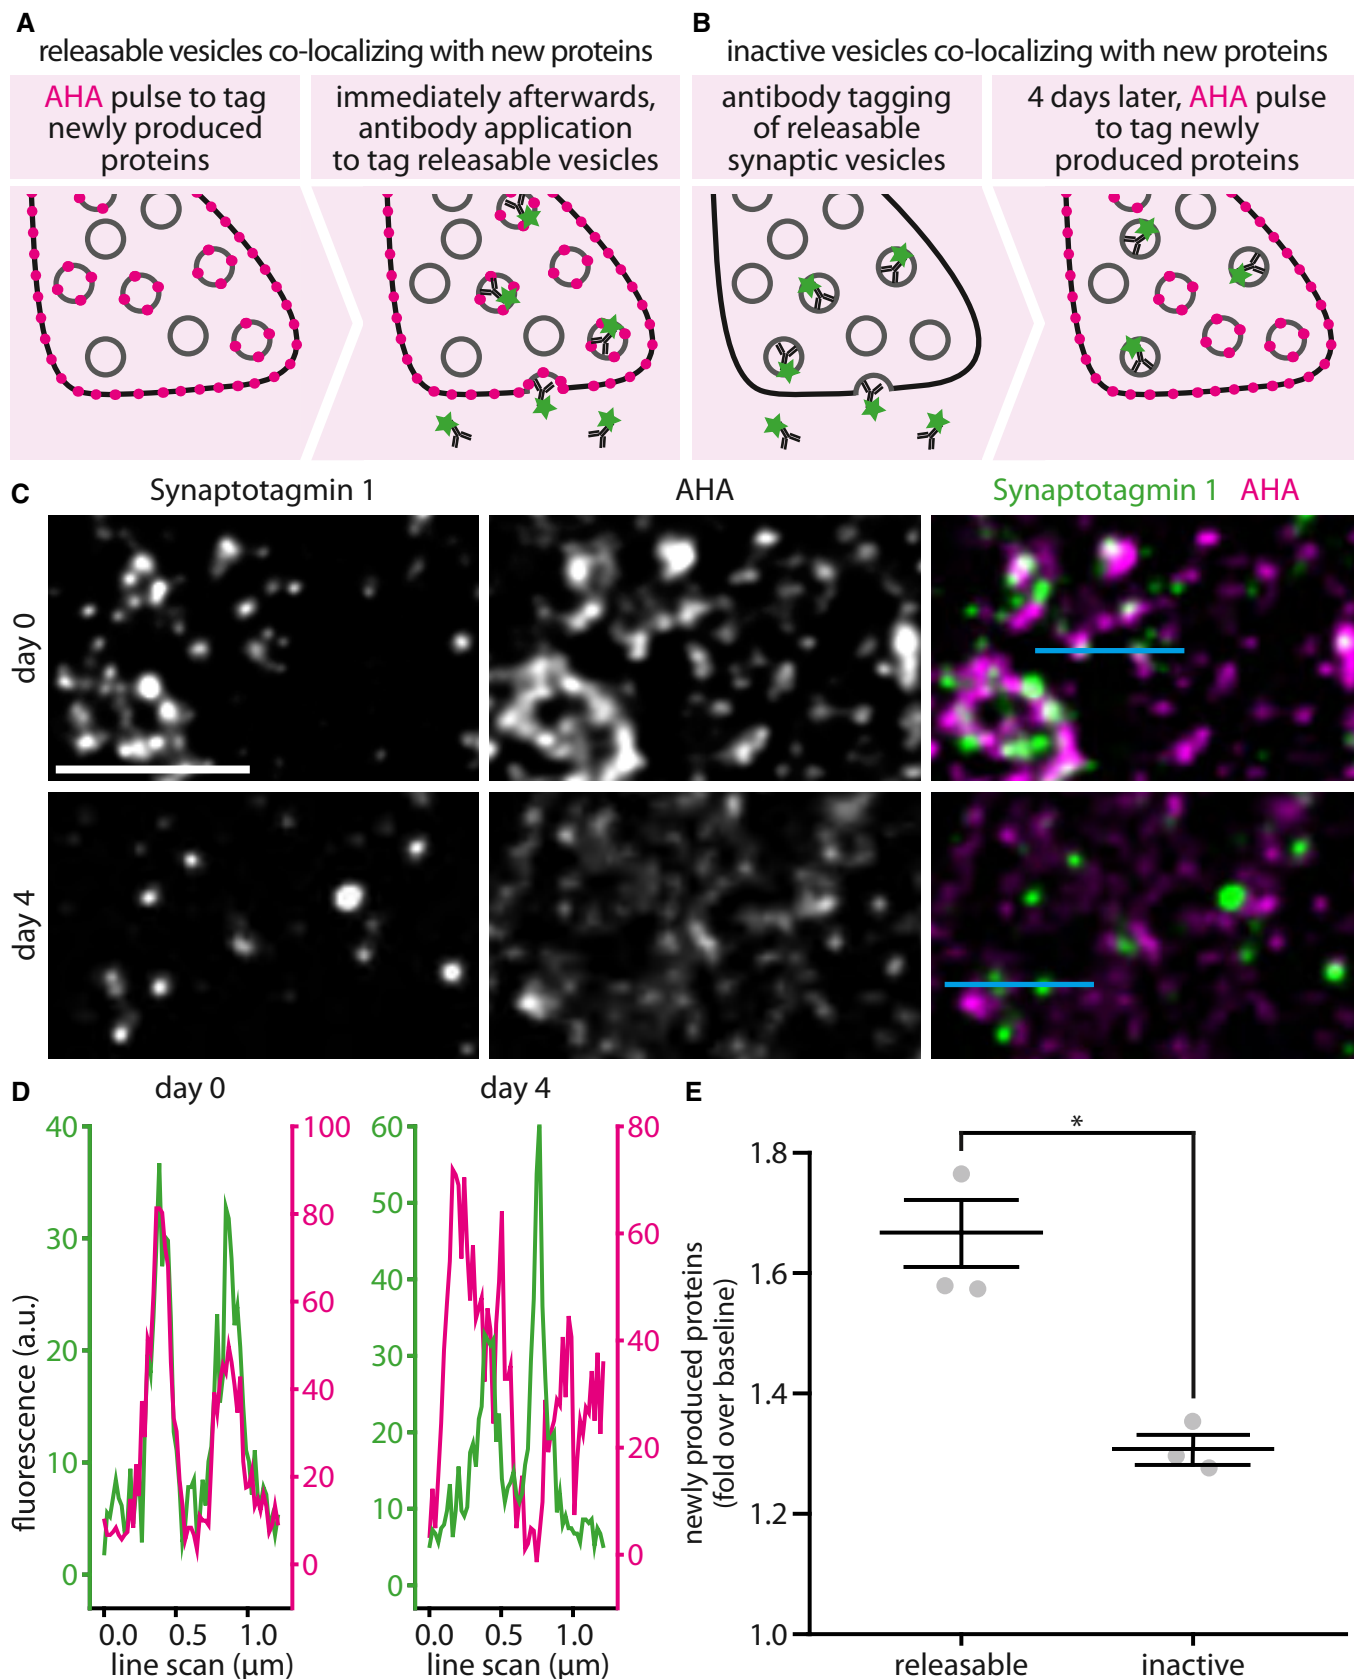 A
releasable vesicles co-localizing with new proteins
AHA pulse to tag
newly produced
proteins
immediately afterwards,
antibody application
to tag releasable vesicles
B
inactive vesicles co-localizing with new proteins
antibody tagging
of releasable
synaptic vesicles
4 days later, AHA pulse
to tag newly
produced proteins
C
Synaptotagmin 1
AHA
Synaptotagmin 1 AHA
day 0
day 4
D
day 0
fluorescence (a.u.)
40
30
20
10
0
100
80
60
40
20
0
0.0 0.5 1.0
line scan (µm)
day 4
60
50
40
30
20
10
0
80
60
40
20
0
0.0 0.5 1.0
line scan (µm)
E
newly produced proteins
(fold over baseline)
1.8
1.6
1.4
1.2
1.0
*
releasable inactive